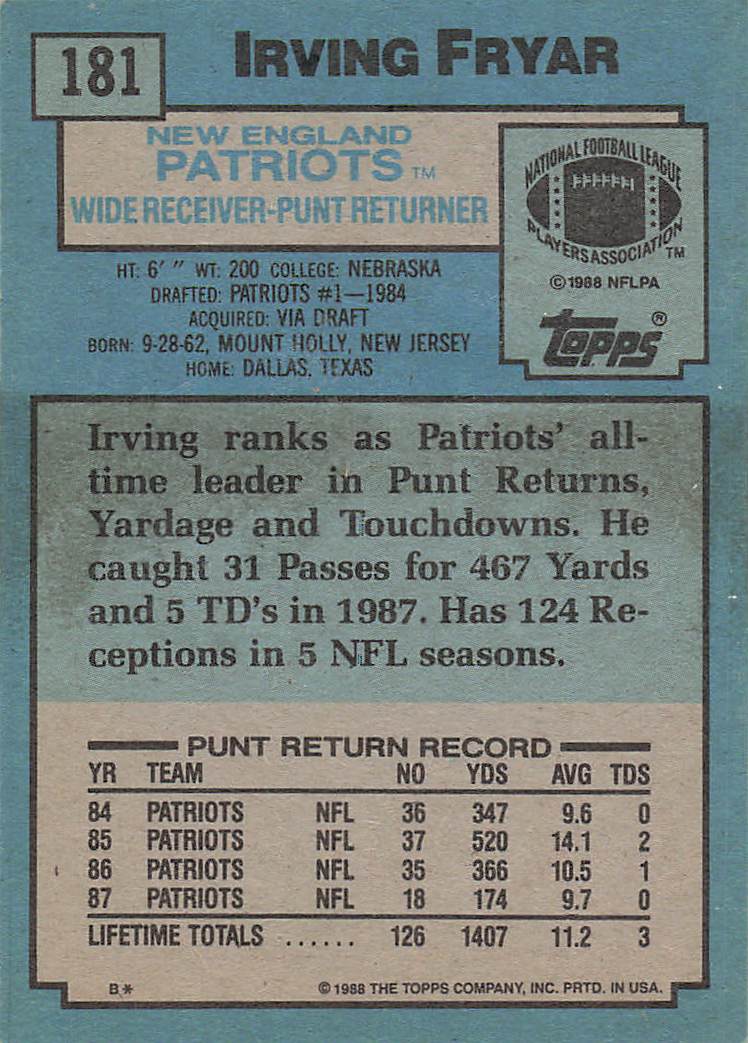 181
IRVING FRYAR
NEW ENGLAND
PATRIOTS TM
WIDE RECEIVER-PUNT RETURNER
NATIONAL FOOTBALL LEAGUE
PLAYERS ASSOCIATION TM
© 1988 NFLPA
TOPPS®
HT: 6' " WT: 200 COLLEGE: NEBRASKA
DRAFTED: PATRIOTS #1—1984
ACQUIRED: VIA DRAFT
BORN: 9-28-62, MOUNT HOLLY, NEW JERSEY
HOME: DALLAS, TEXAS
Irving ranks as Patriots' all-
time leader in Punt Returns,
Yardage and Touchdowns. He
caught 31 Passes for 467 Yards
and 5 TD's in 1987. Has 124 Re-
ceptions in 5 NFL seasons.
PUNT RETURN RECORD
YR TEAM NO YDS AVG TDS
84 PATRIOTS NFL 36 347 9.6 0
85 PATRIOTS NFL 37 520 14.1 2
86 PATRIOTS NFL 35 366 10.5 1
87 PATRIOTS NFL 18 174 9.7 0
LIFETIME TOTALS ...... 126 1407 11.2 3
B* © 1988 THE TOPPS COMPANY, INC. PRTD. IN USA.